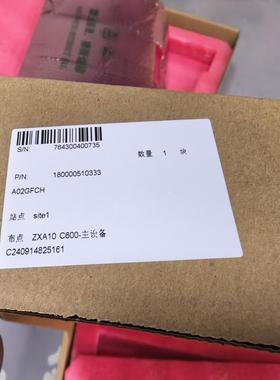 S/N: 764300400735
数量 1 块
P/N: 180000510333
A02GFCH
站点 site1
布点 ZXA10 C600-主设备
C240914825161